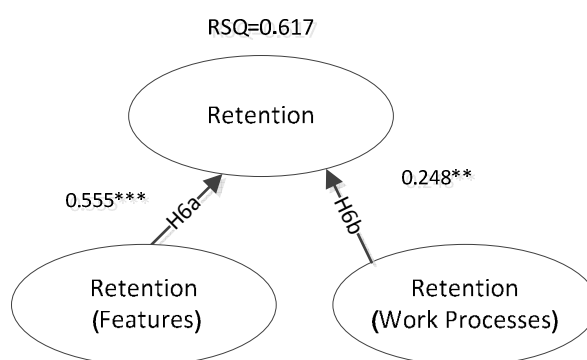 RSQ=0.617
Retention
0.555***
H6a
H6b
0.248**
Retention
(Features)
Retention
(Work Processes)